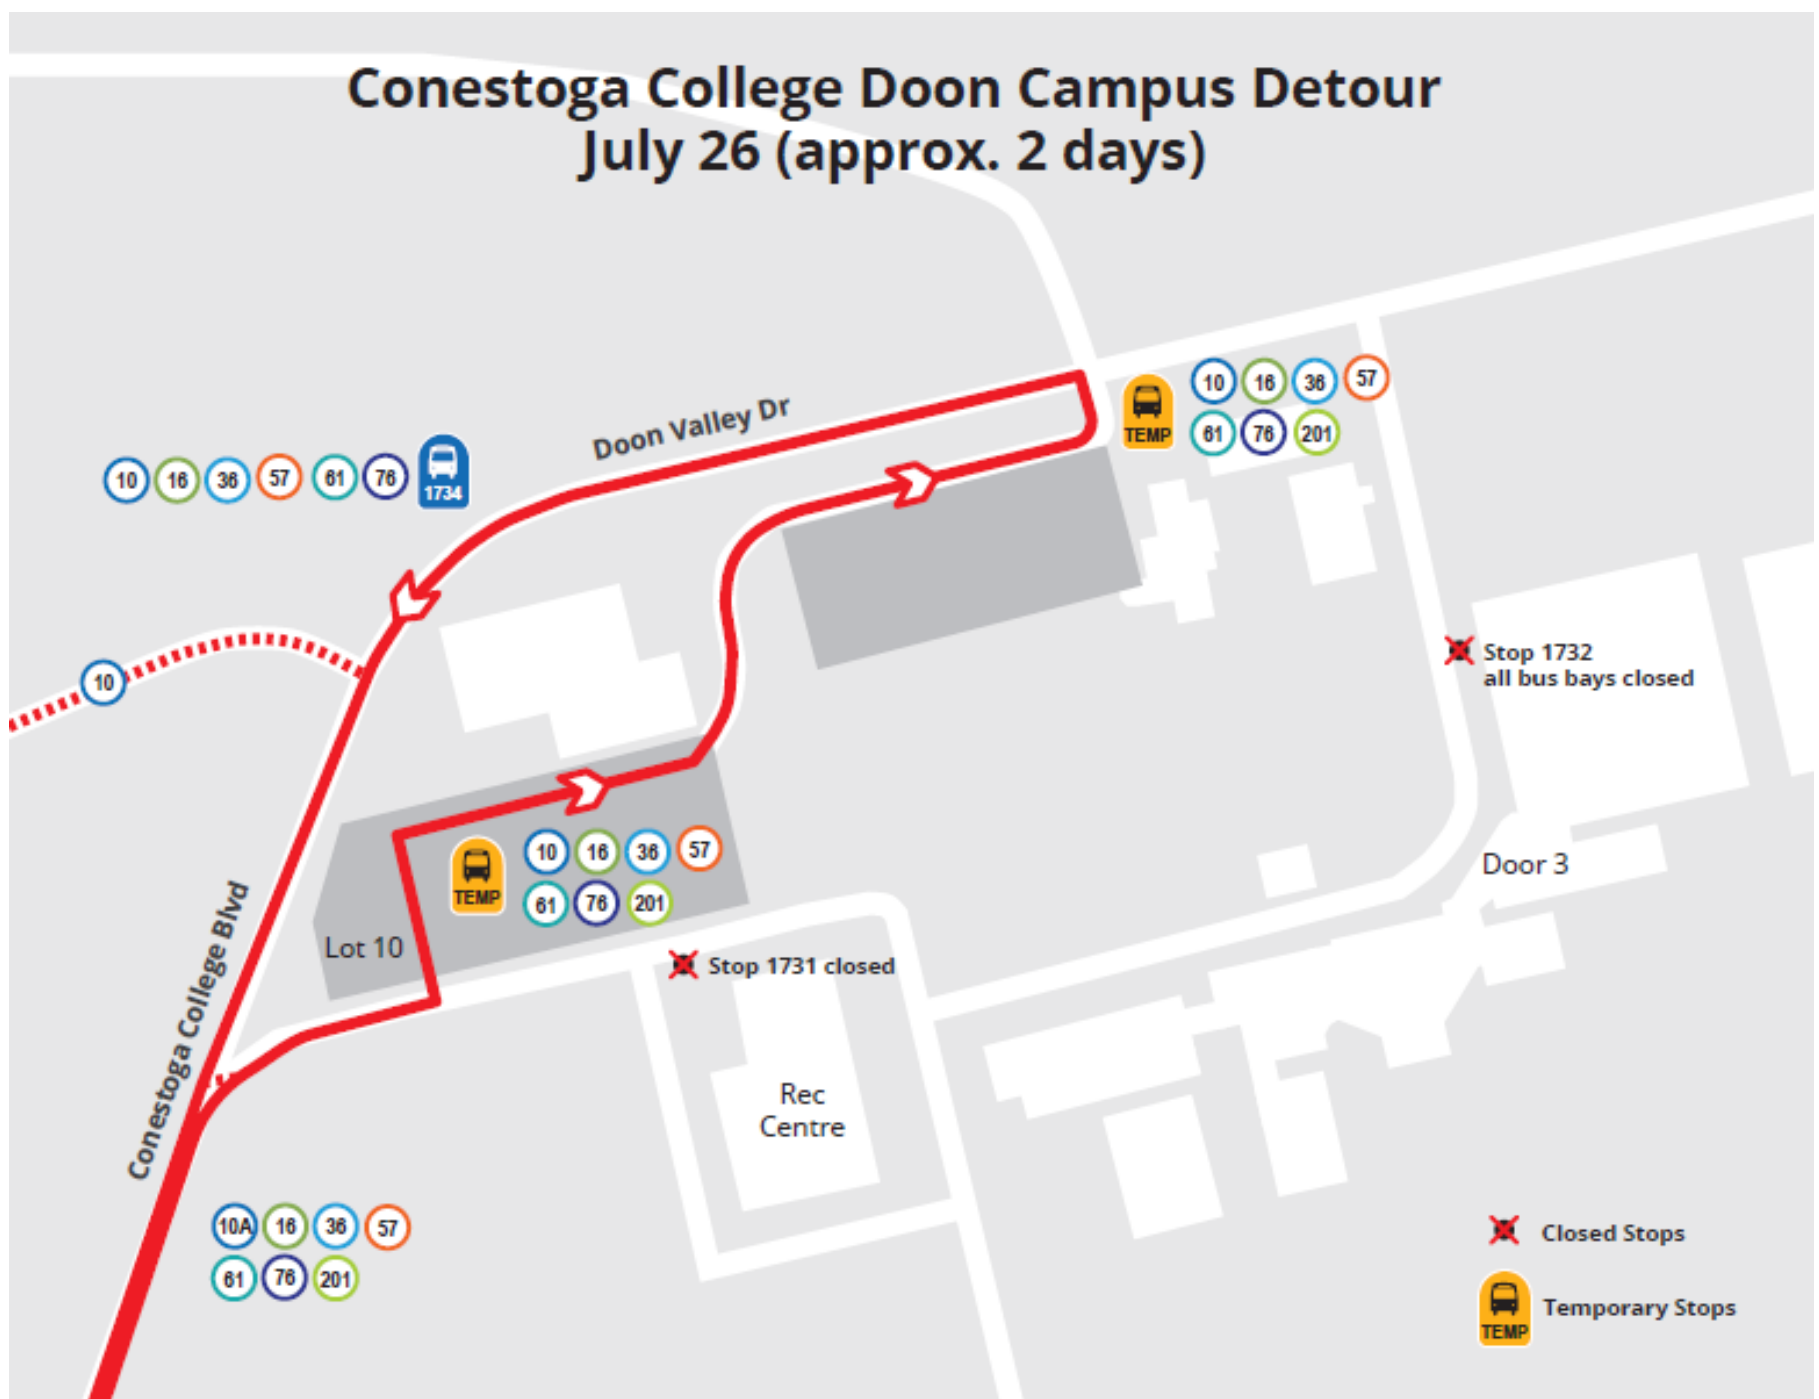 Conestoga College Doon Campus Detour
July 26 (approx. 2 days)
10 16 36 57
TEMP
61 76 201
Doon Valley Dr
10 16 36 57 61 76
1734
Stop 1732
all bus bays closed
10
10 16 36 57
TEMP
61 76 201
Door 3
Lot 10
Stop 1731 closed
Conestoga College Blvd
Rec
Centre
10A 16 36 57
61 76 201
Closed Stops
Temporary Stops
TEMP